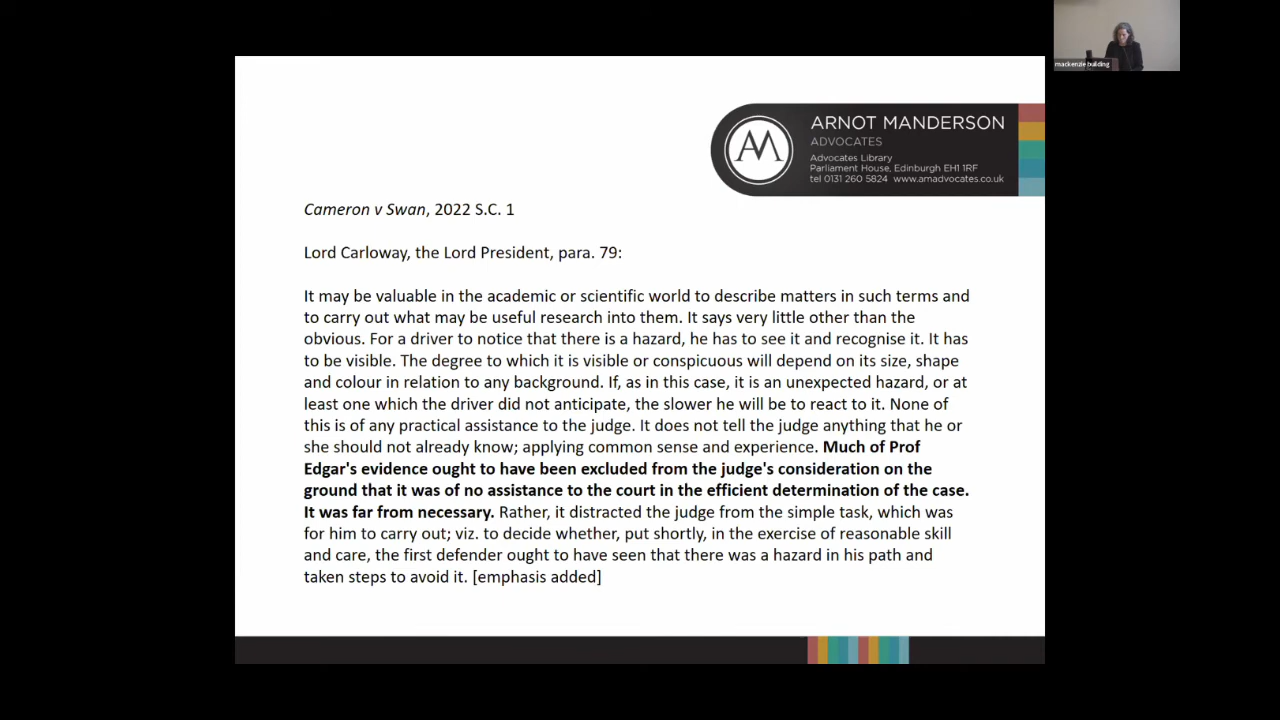 mackenzie building
ARNOT MANDERSON
ADVOCATES
Advocates Library
Parliament House, Edinburgh EH1 1RF
tel 0131 260 5824 www.amadvocates.co.uk
AM
Cameron v Swan, 2022 S.C. 1
Lord Carloway, the Lord President, para. 79:
It may be valuable in the academic or scientific world to describe matters in such terms and
to carry out what may be useful research into them. It says very little other than the
obvious. For a driver to notice that there is a hazard, he has to see it and recognise it. It has
to be visible. The degree to which it is visible or conspicuous will depend on its size, shape
and colour in relation to any background. If, as in this case, it is an unexpected hazard, or at
least one which the driver did not anticipate, the slower he will be to react to it. None of
this is of any practical assistance to the judge. It does not tell the judge anything that he or
she should not already know; applying common sense and experience. Much of Prof
Edgar's evidence ought to have been excluded from the judge's consideration on the
ground that it was of no assistance to the court in the efficient determination of the case.
It was far from necessary. Rather, it distracted the judge from the simple task, which was
for him to carry out; viz. to decide whether, put shortly, in the exercise of reasonable skill
and care, the first defender ought to have seen that there was a hazard in his path and
taken steps to avoid it. [emphasis added]